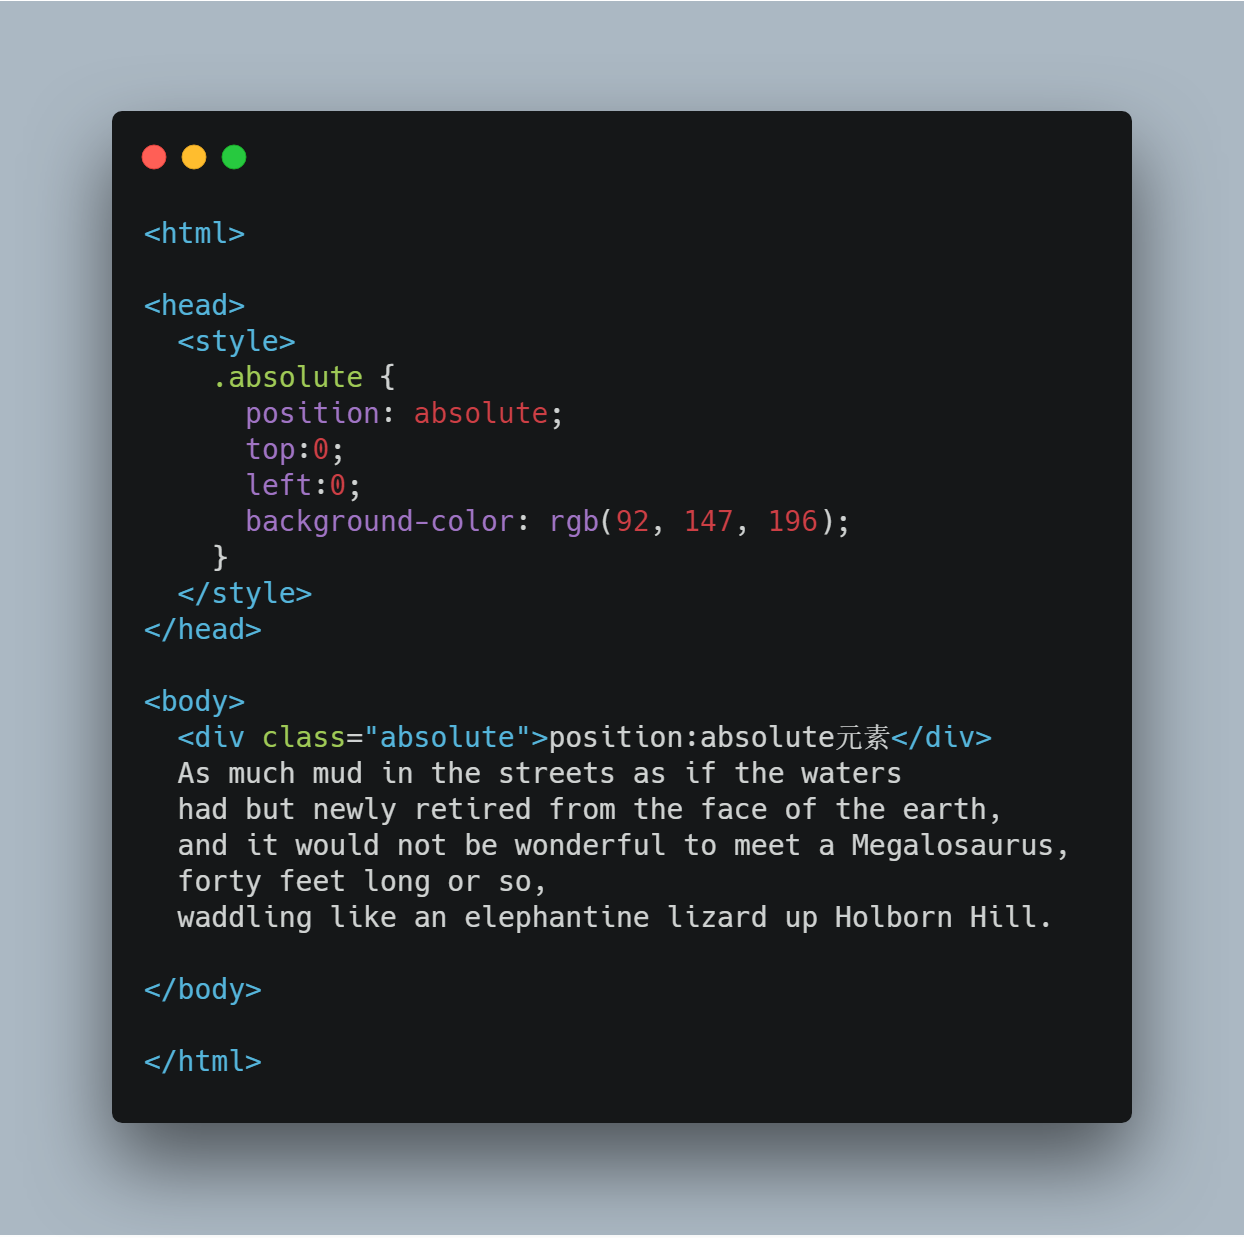 <html>
<head>
<style>
.absolute {
position: absolute;
top:0;
left:0;
background-color: rgb(92, 147, 196);
}
</style>
</head>
<body>
<div class="absolute">position:absolute元素</div>
As much mud in the streets as if the waters
had but newly retired from the face of the earth,
and it would not be wonderful to meet a Megalosaurus,
forty feet long or so,
waddling like an elephantine lizard up Holborn Hill.
</body>
</html>